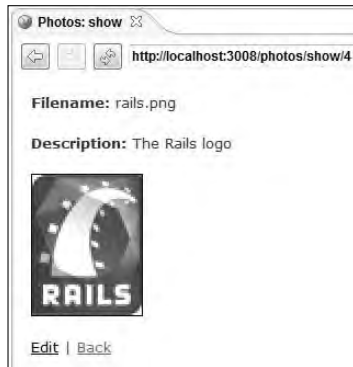 Photos: show
http://localhost:3008/photos/show/4
Filename: rails.png
Description: The Rails logo
RAILS
Edit | Back